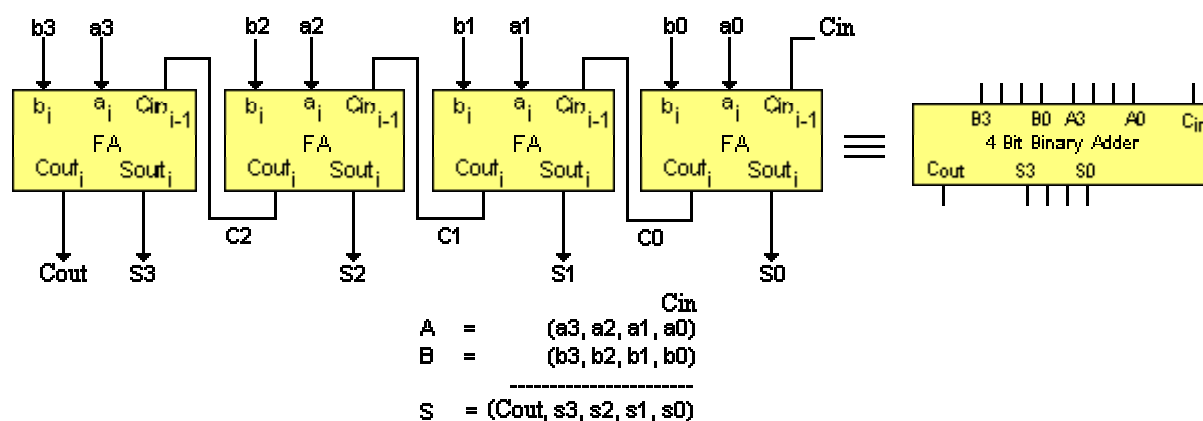 b3 a3 b2 a2 b1 a1 b0 a0 Cin
bi ai Cini-1 bi ai Cini-1 bi ai Cini-1 bi ai Cini-1
FA FA FA FA
Couti Souti Couti Souti Couti Souti Couti Souti
C2 C1 C0
Cout S3 S2 S1 S0
B3 B0 A3 A0 Cin
4 Bit Binary Adder
Cout S3 S0
Cin
A = (a3, a2, a1, a0)
B = (b3, b2, b1, b0)
-----------------------
S = (Cout, s3, s2, s1, s0)